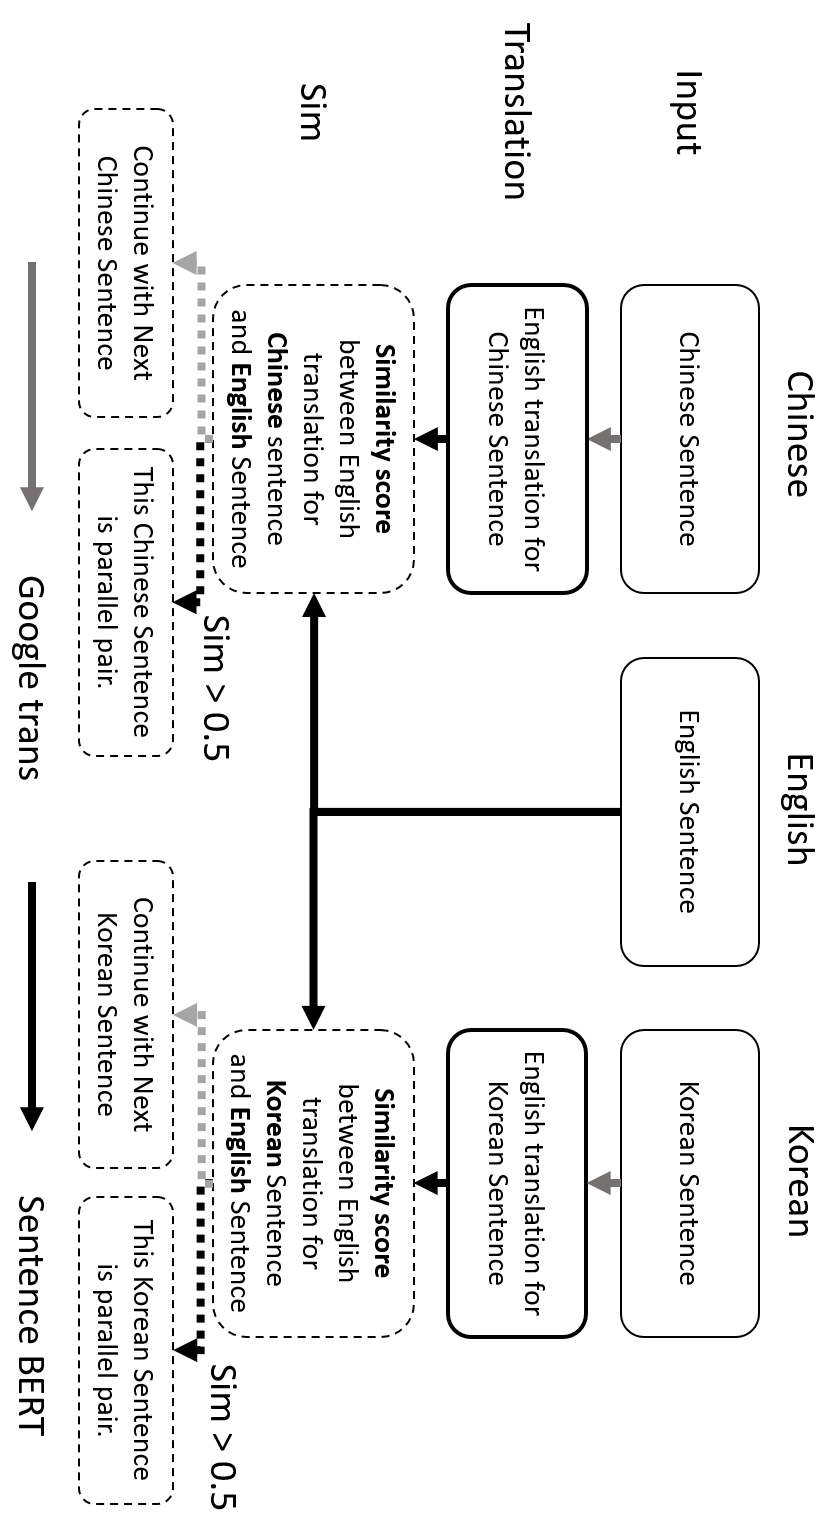 Chinese
English
Korean
Input
Chinese Sentence
English Sentence
Korean Sentence
Translation
English translation for
Chinese Sentence
English translation for
Korean Sentence
Sim
Similarity score
between English
translation for
Chinese sentence
and English Sentence
Similarity score
between English
translation for
Korean Sentence
and English Sentence
Sim > 0.5
Sim > 0.5
Continue with Next
Chinese Sentence
This Chinese Sentence
is parallel pair.
Continue with Next
Korean Sentence
This Korean Sentence
is parallel pair.
Google trans
Sentence BERT